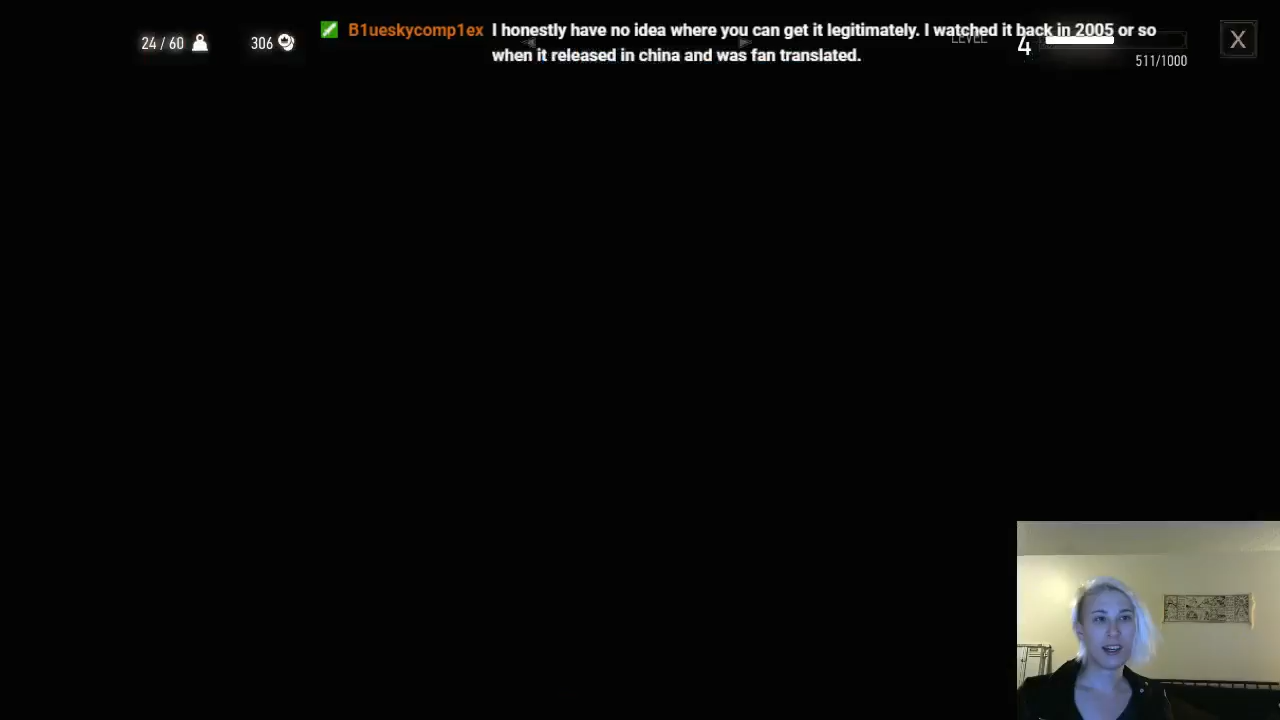 24 / 60
306
B1ueskycomp1ex I honestly have no idea where you can get it legitimately. I watched it back in 2005 or so
when it released in china and was fan translated.
LEVEL
4
511/1000
X